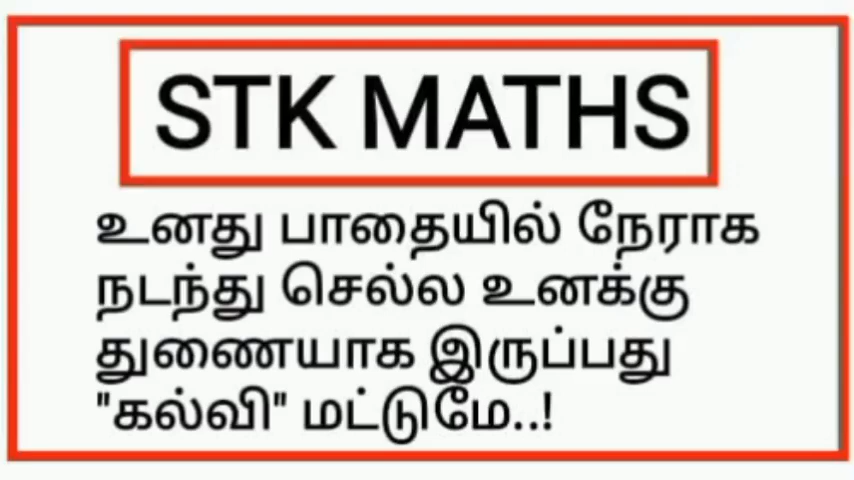 STK MATHS
உனது பாதையில் நேராக
நடந்து செல்ல உனக்கு
துணையாக இருப்பது
"கல்வி" மட்டுமே..!